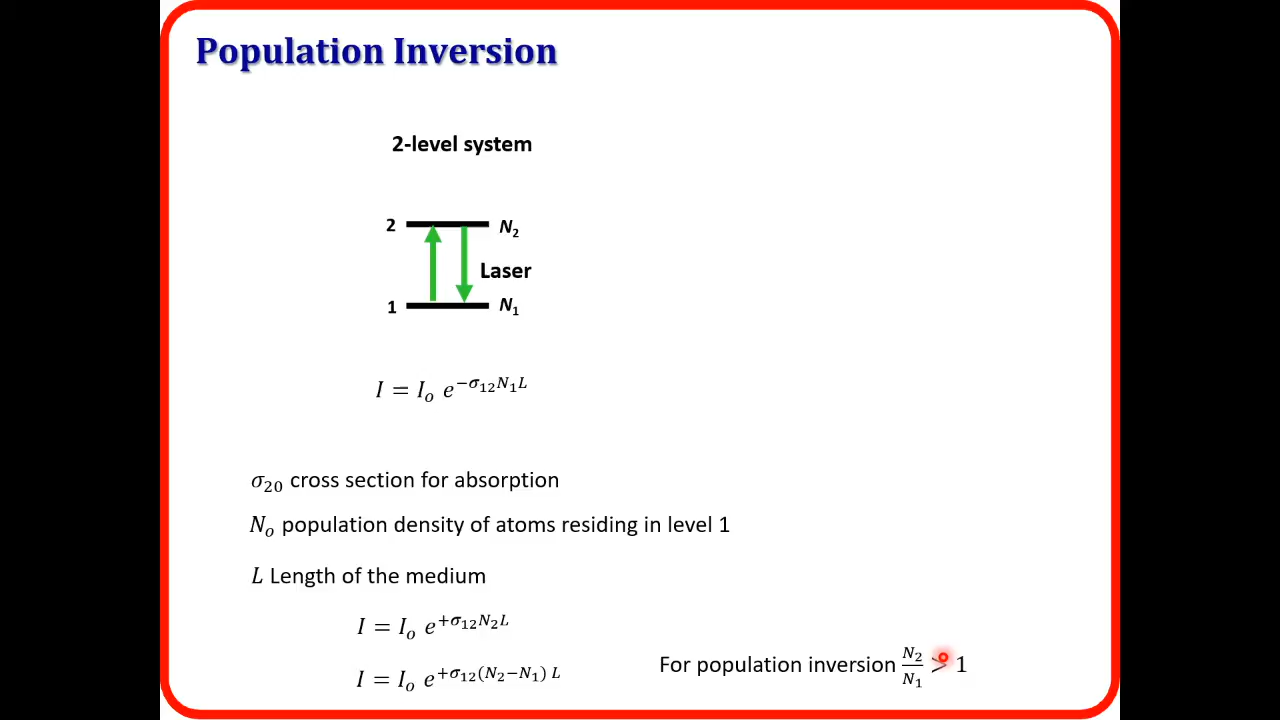 Population Inversion
2-level system
2 N₂
Laser
1 N₁
I = Iₒ e^{−σ₁₂N₁L}
σ₂₀ cross section for absorption
Nₒ population density of atoms residing in level 1
L Length of the medium
I = Iₒ e^{+σ₁₂N₂L}
I = Iₒ e^{+σ₁₂(N₂−N₁) L}
For population inversion N₂/N₁ > 1